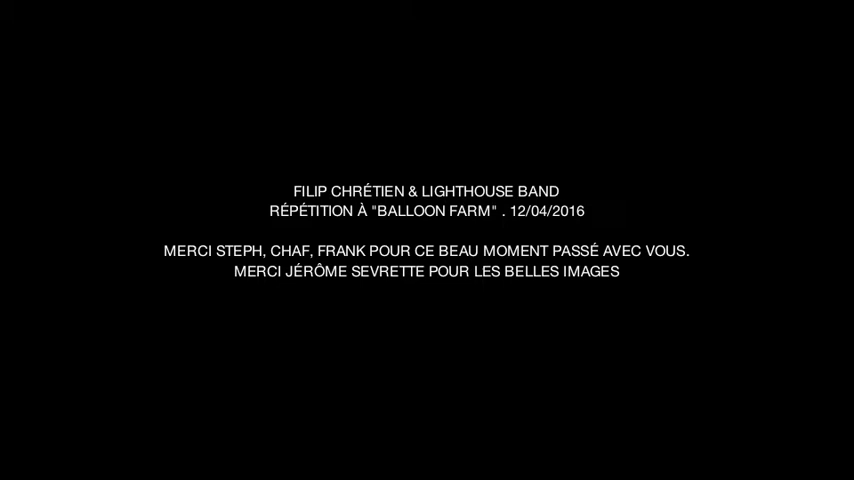 FILIP CHRÉTIEN & LIGHTHOUSE BAND
RÉPÉTITION À "BALLOON FARM" . 12/04/2016
MERCI STEPH, CHAF, FRANK POUR CE BEAU MOMENT PASSÉ AVEC VOUS.
MERCI JÉRÔME SEVRETTE POUR LES BELLES IMAGES